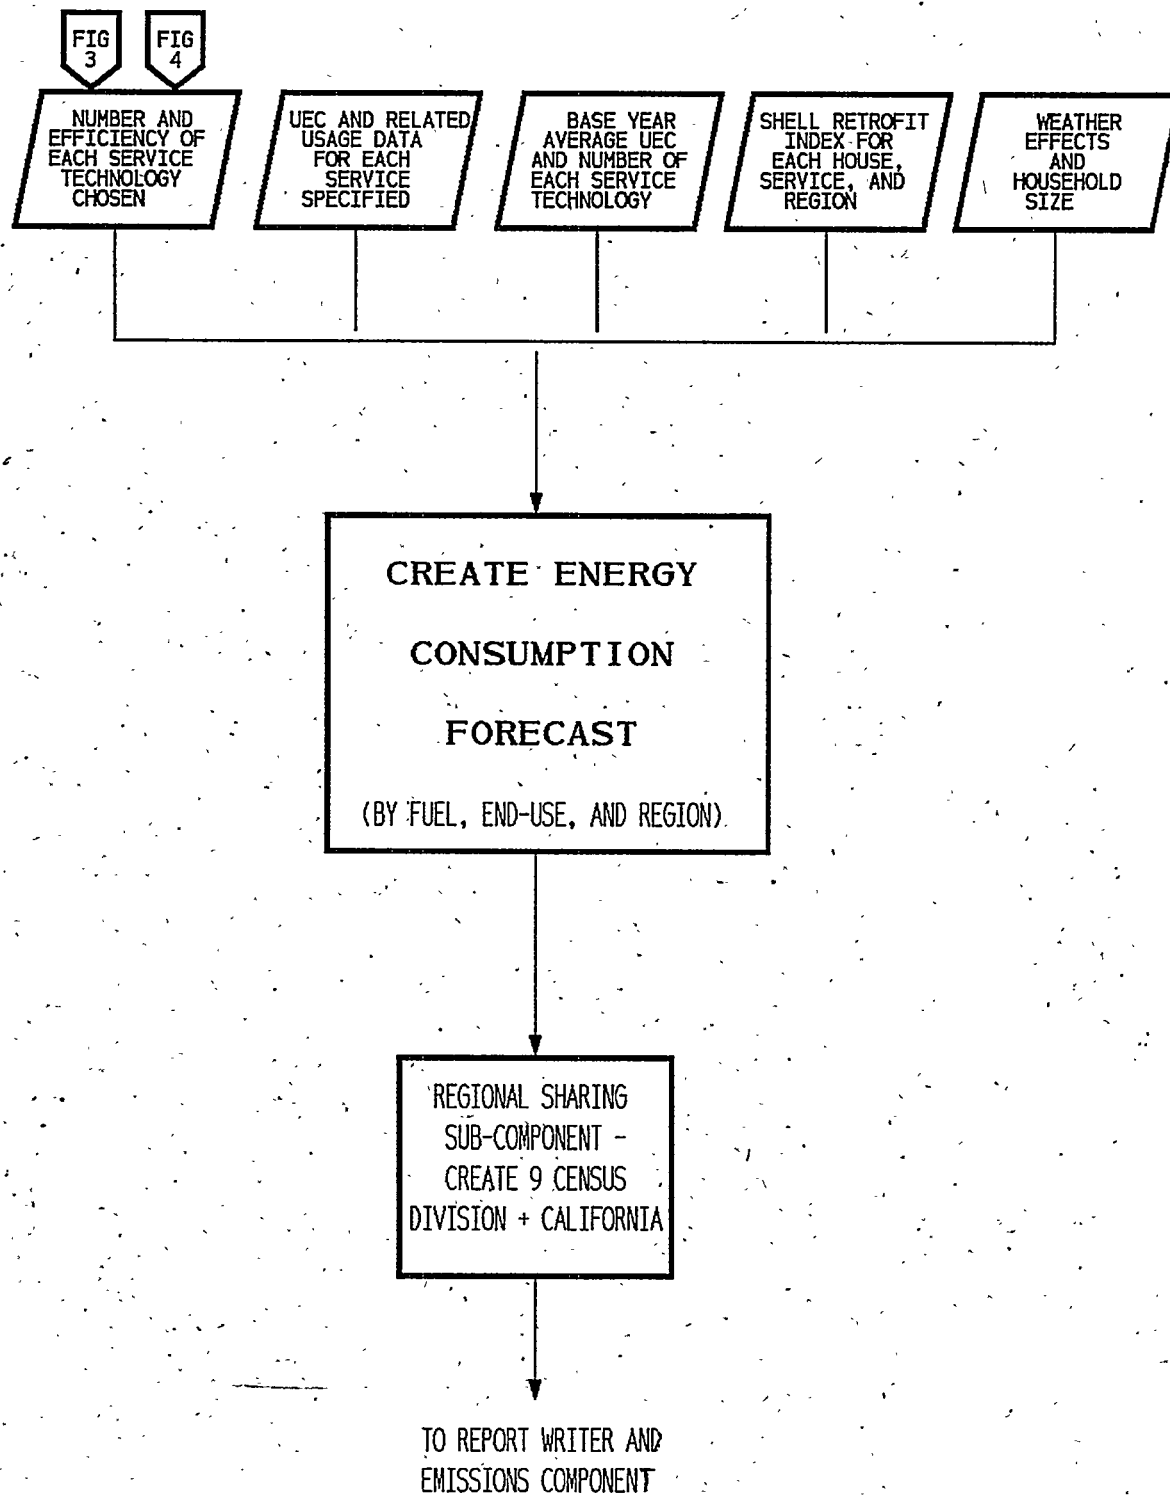 FIG
3
FIG
4
NUMBER AND
EFFICIENCY OF
EACH SERVICE
TECHNOLOGY
CHOSEN
UEC AND RELATED
USAGE DATA
FOR EACH
SERVICE
SPECIFIED
BASE YEAR
AVERAGE UEC
AND NUMBER OF
EACH SERVICE
TECHNOLOGY
SHELL RETROFIT
INDEX FOR
EACH HOUSE,
SERVICE, AND
REGION
WEATHER
EFFECTS
AND
HOUSEHOLD
SIZE
CREATE ENERGY
CONSUMPTION
FORECAST
(BY FUEL, END-USE, AND REGION)
REGIONAL SHARING
SUB-COMPONENT -
CREATE 9 CENSUS
DIVISION + CALIFORNIA
TO REPORT WRITER AND
EMISSIONS COMPONENT